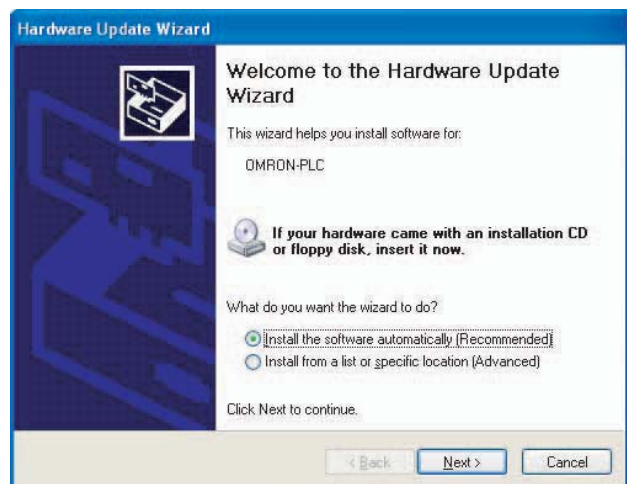 Hardware Update Wizard
Welcome to the Hardware Update
Wizard
This wizard helps you install software for:
OMRON-PLC
If your hardware came with an installation CD
or floppy disk, insert it now.
What do you want the wizard to do?
Install the software automatically (Recommended)
Install from a list or specific location (Advanced)
Click Next to continue.
< Back Next > Cancel